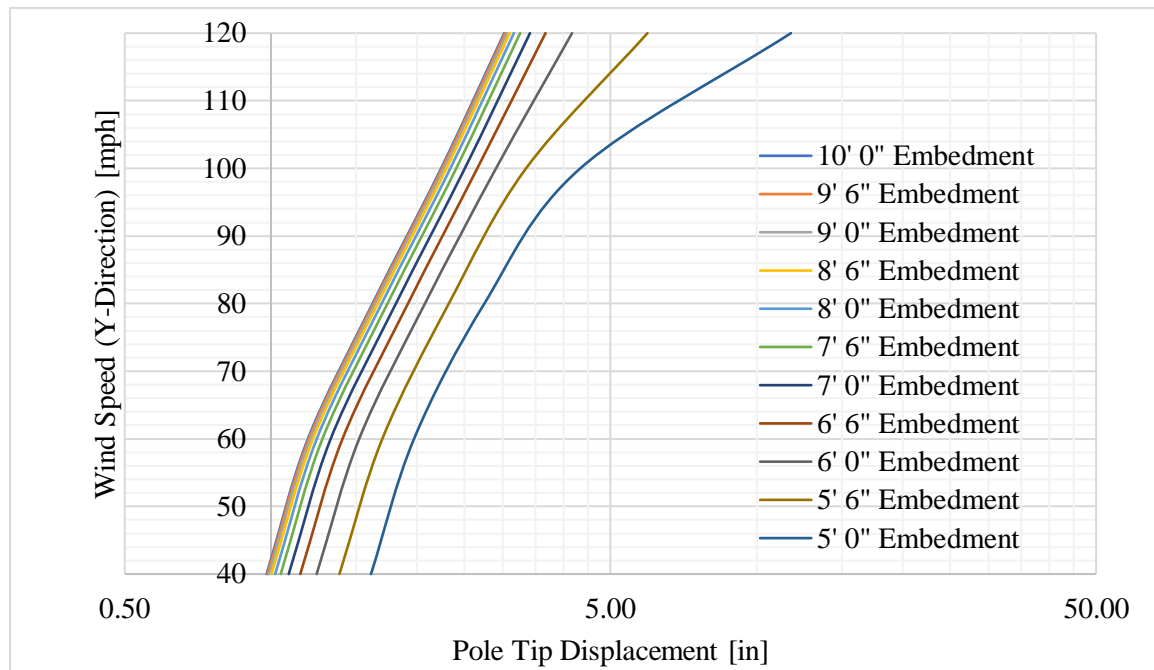 120
110
100
90
80
70
60
50
40
0.50
5.00
50.00
Wind Speed (Y-Direction) [mph]
Pole Tip Displacement [in]
10' 0" Embedment
9' 6" Embedment
9' 0" Embedment
8' 6" Embedment
8' 0" Embedment
7' 6" Embedment
7' 0" Embedment
6' 6" Embedment
6' 0" Embedment
5' 6" Embedment
5' 0" Embedment